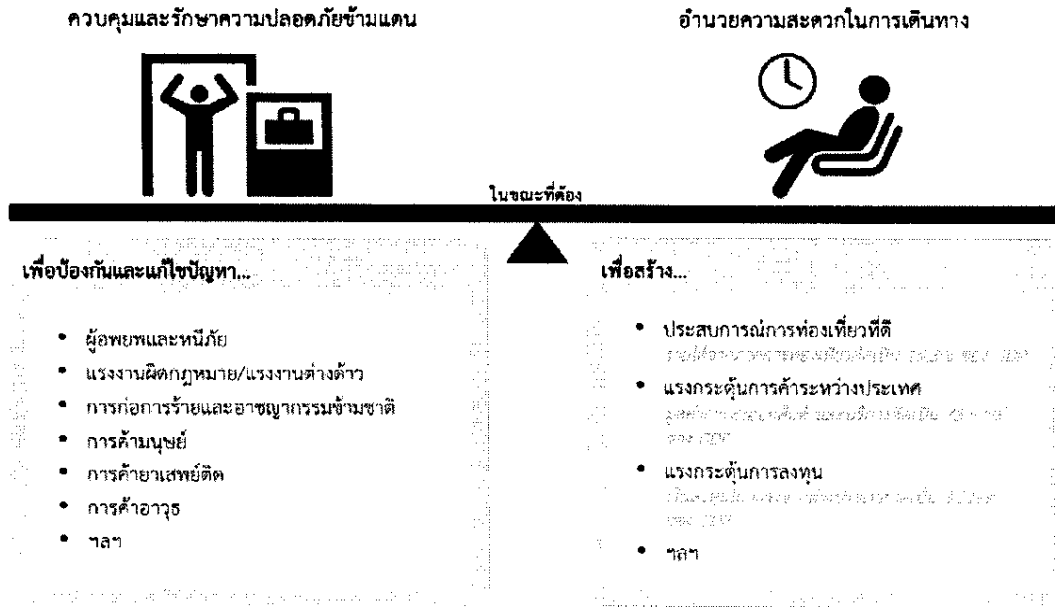 ควบคุมและรักษาความปลอดภัยข้ามแดน
อำนวยความสะดวกในการเดินทาง
ในขณะที่ต้อง
เพื่อป้องกันและแก้ไขปัญหา...
• ผู้อพยพและหนีภัย
• แรงงานผิดกฎหมาย/แรงงานต่างด้าว
• การก่อการร้ายและอาชญากรรมข้ามชาติ
• การค้ามนุษย์
• การค้ายาเสพย์ติด
• การค้าอาวุธ
• ฯลฯ
เพื่อสร้าง...
• ประสบการณ์การท่องเที่ยวที่ดี
• แรงกระตุ้นการค้าระหว่างประเทศ
ของ GDP
• แรงกระตุ้นการลงทุน
ของ GDP
• ฯลฯ